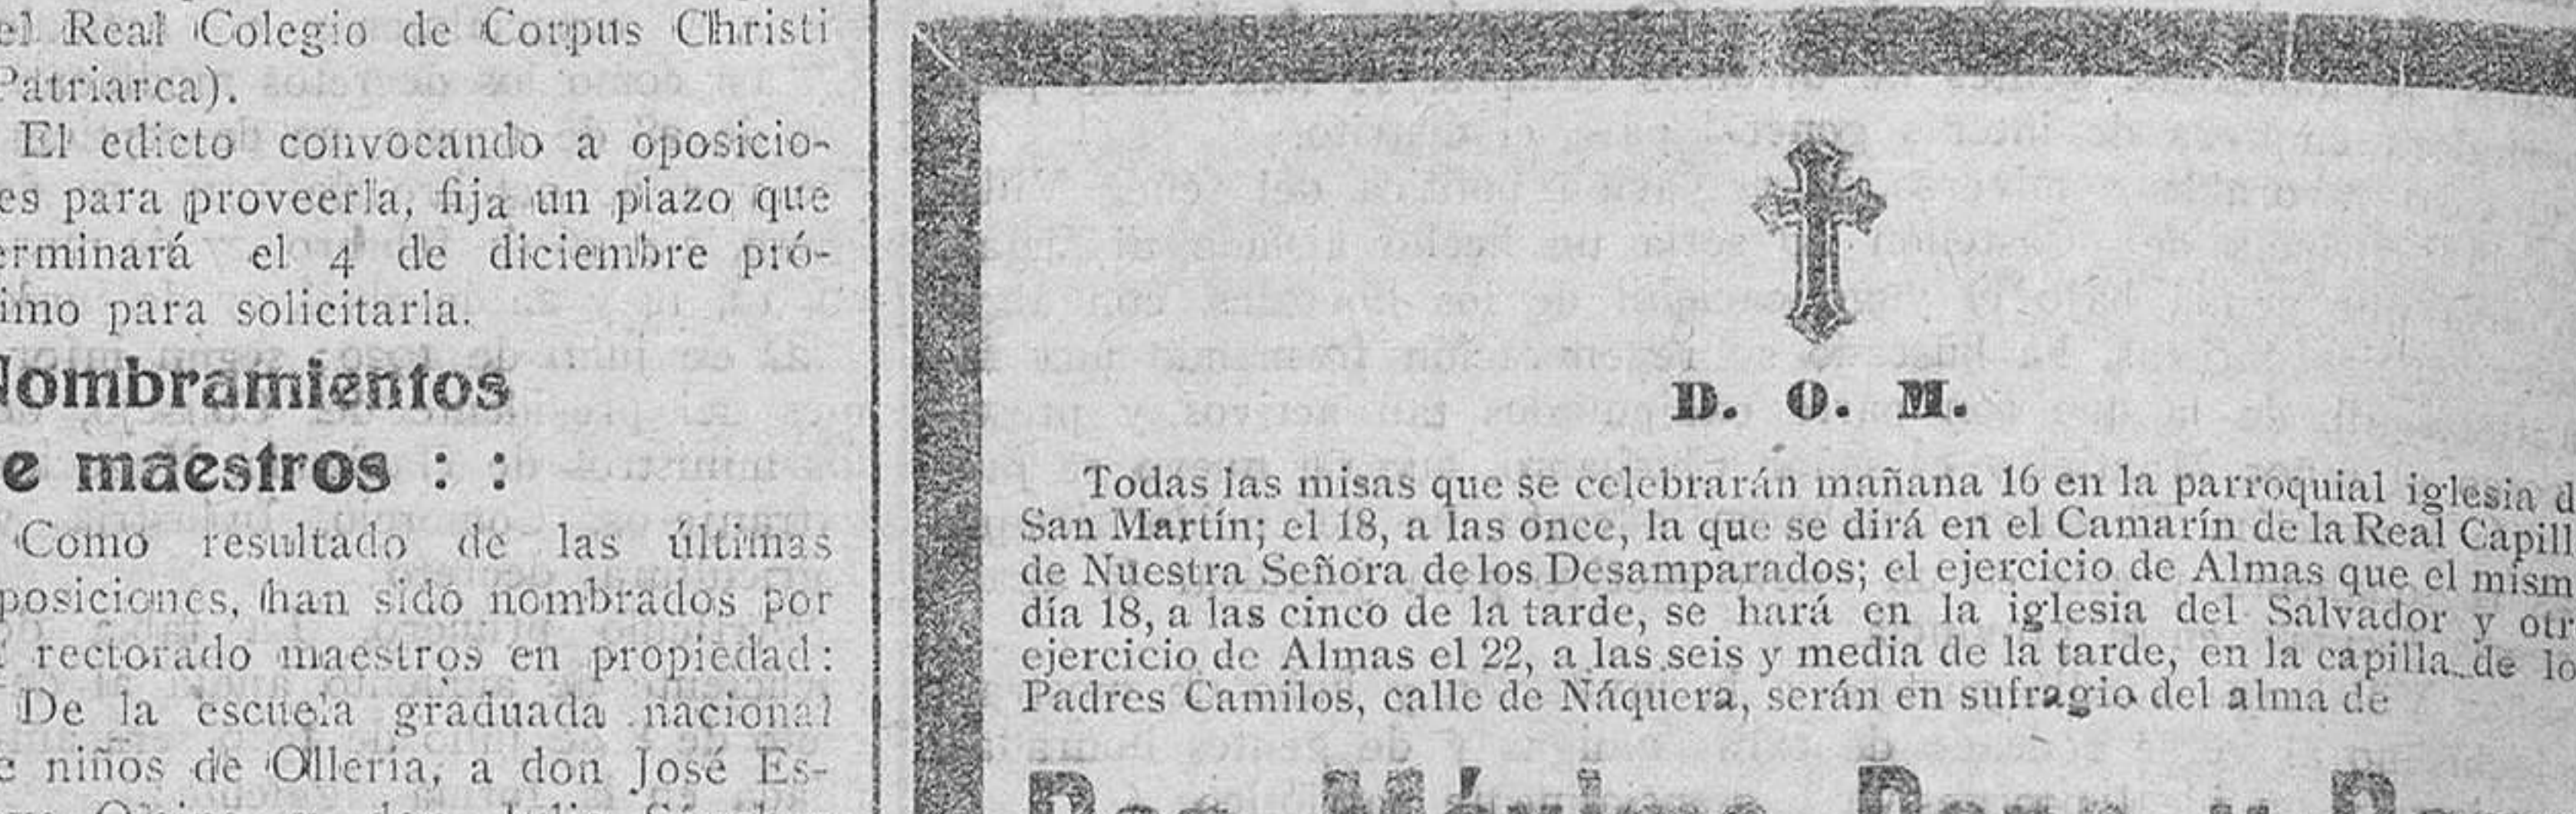 el Real Colegio de Corpus Christi
Patriarca).
El edicto convocando a oposicio-
es para proveerla, fija un plazo que
erminará el 4 de diciembre pró-
imo para solicitarla.
Nombramientos
e maestros : :
Como resultado de las últimas
posiciones, han sido nombrados por
rectorado maestros en propiedad:
De la escuela graduada nacional
e niños de Ollería, a don José Es-
D. O. M.
Todas las misas que se celebrarán mañana 16 en la parroquial iglesia d
San Martín; el 18, a las once, la que se dirá en el Camarín de la Real Capill
de Nuestra Señora de los Desamparados; el ejercicio de Almas que el mism
día 18, a las cinco de la tarde, se hará en la iglesia del Salvador y otr
ejercicio de Almas el 22, a las seis y media de la tarde, en la capilla de lo
Padres Camilos, calle de Náquera, serán en sufragio del alma de